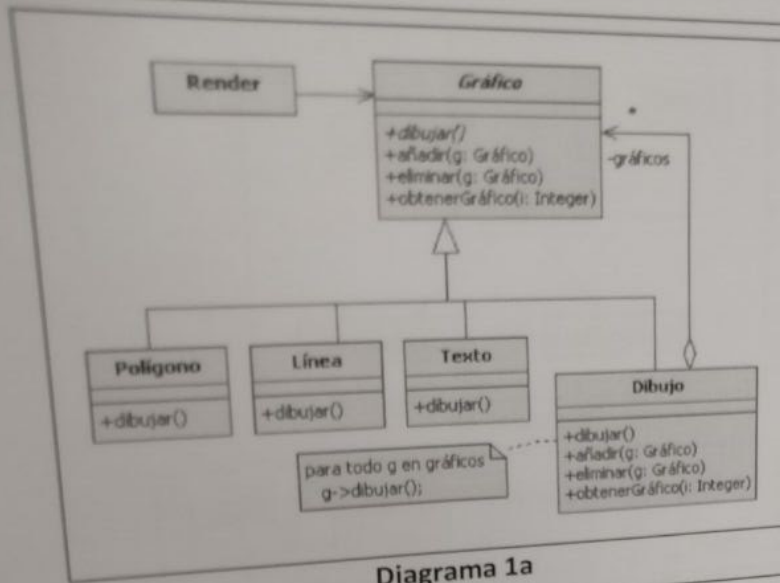 Render
Gráfico
+dibujar()
+añadir(g: Gráfico)
+eliminar(g: Gráfico)
+obtenerGráfico(i: Integer)
*
-gráficos
Polígono
+dibujar()
Línea
+dibujar()
Texto
+dibujar()
Dibujo
+dibujar()
+añadir(g: Gráfico)
+eliminar(g: Gráfico)
+obtenerGráfico(i: Integer)
para todo g en gráficos
g->dibujar();
Diagrama 1a